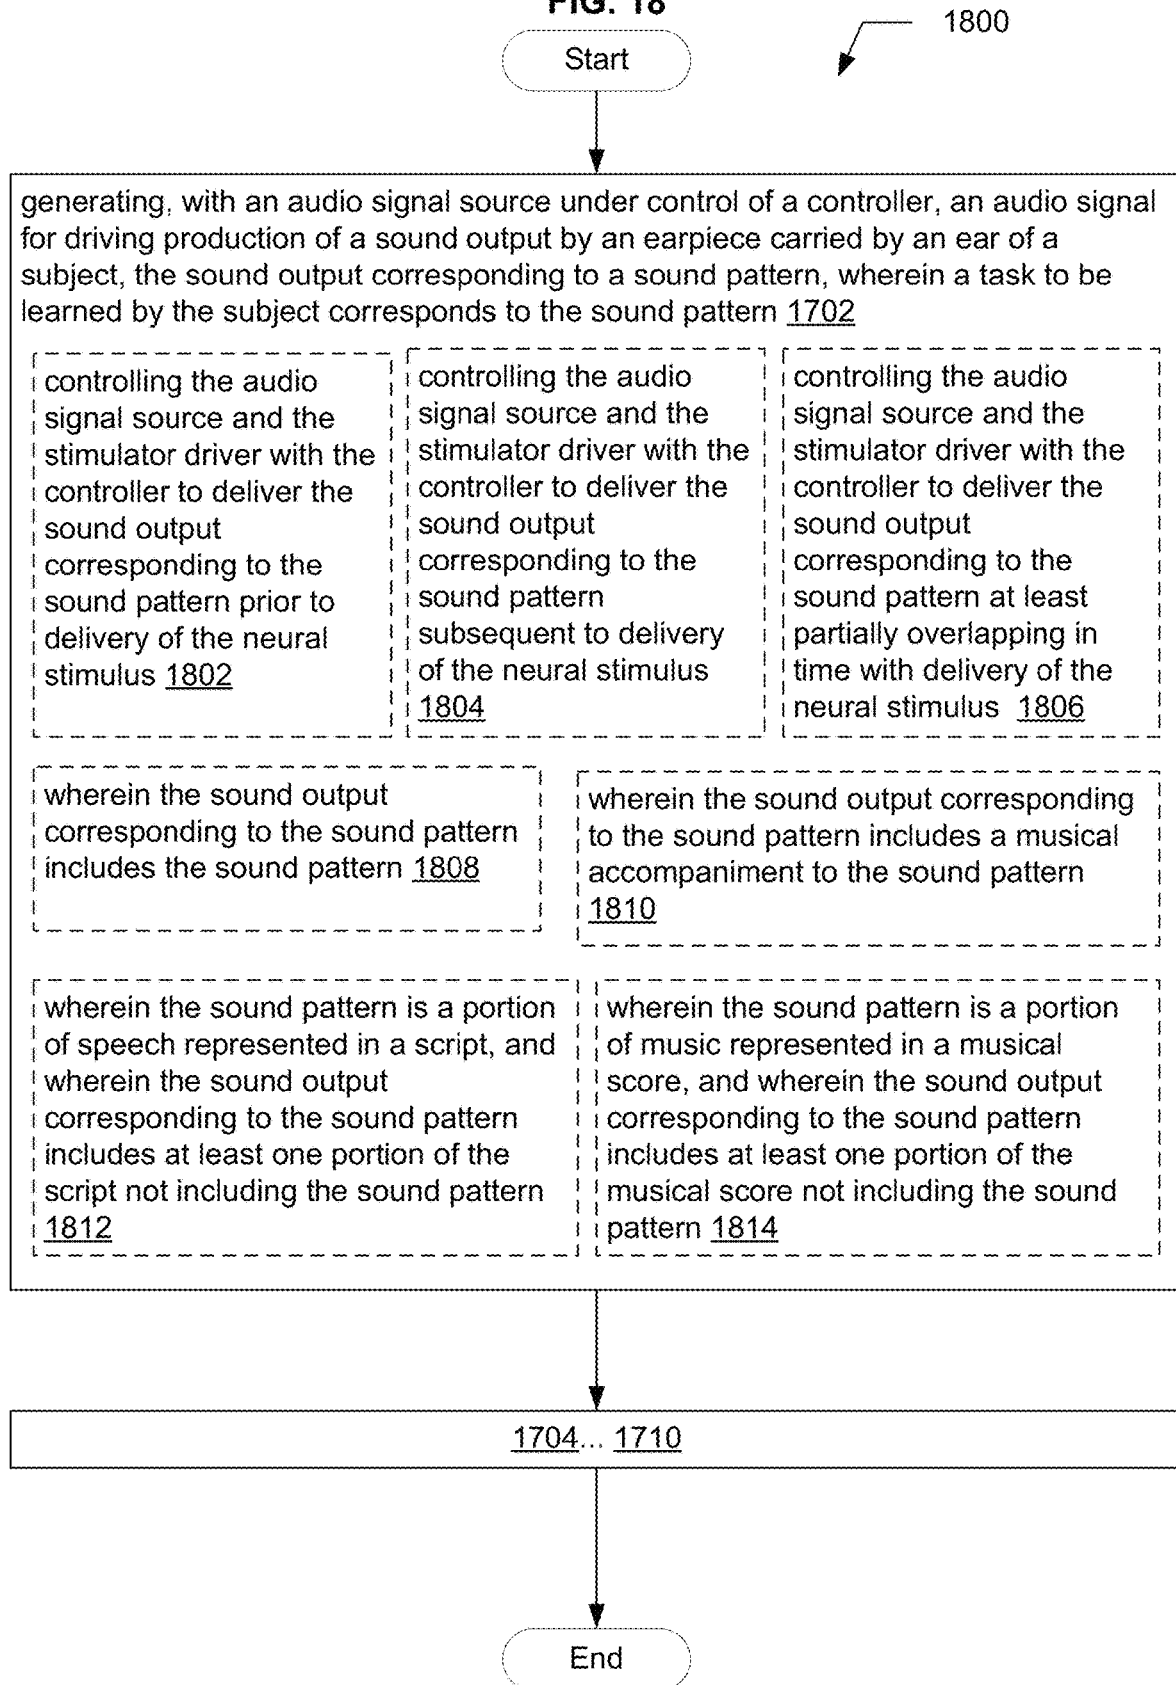 FIG. 18
1800
Start
generating, with an audio signal source under control of a controller, an audio signal
for driving production of a sound output by an earpiece carried by an ear of a
subject, the sound output corresponding to a sound pattern, wherein a task to be
learned by the subject corresponds to the sound pattern 1702
controlling the audio
signal source and the
stimulator driver with the
controller to deliver the
sound output
corresponding to the
sound pattern prior to
delivery of the neural
stimulus 1802
controlling the audio
signal source and the
stimulator driver with the
controller to deliver the
sound output
corresponding to the
sound pattern
subsequent to delivery
of the neural stimulus
1804
controlling the audio
signal source and the
stimulator driver with the
controller to deliver the
sound output
corresponding to the
sound pattern at least
partially overlapping in
time with delivery of the
neural stimulus 1806
wherein the sound output
corresponding to the sound pattern
includes the sound pattern 1808
wherein the sound output corresponding
to the sound pattern includes a musical
accompaniment to the sound pattern
1810
wherein the sound pattern is a portion
of speech represented in a script, and
wherein the sound output
corresponding to the sound pattern
includes at least one portion of the
script not including the sound pattern
1812
wherein the sound pattern is a portion
of music represented in a musical
score, and wherein the sound output
corresponding to the sound pattern
includes at least one portion of the
musical score not including the sound
pattern 1814
1704... 1710
End